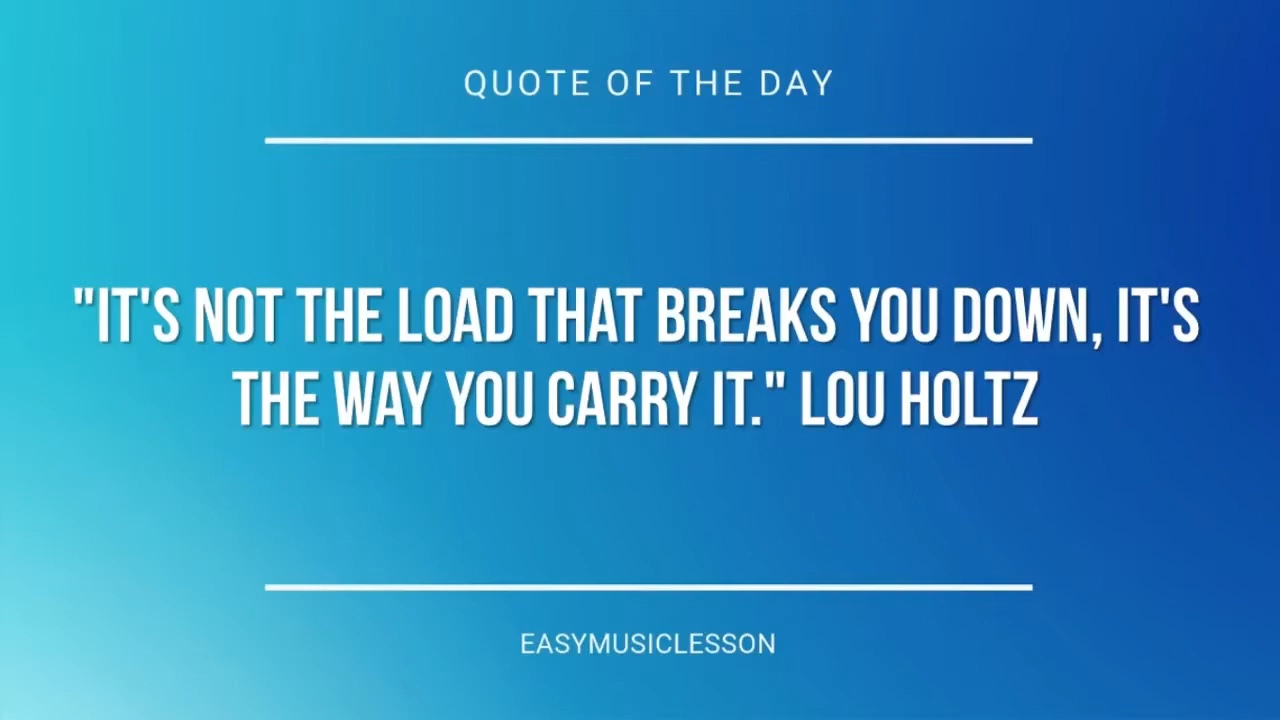 QUOTE OF THE DAY
"IT'S NOT THE LOAD THAT BREAKS YOU DOWN, IT'S
THE WAY YOU CARRY IT." LOU HOLTZ
EASYMUSICLESSON